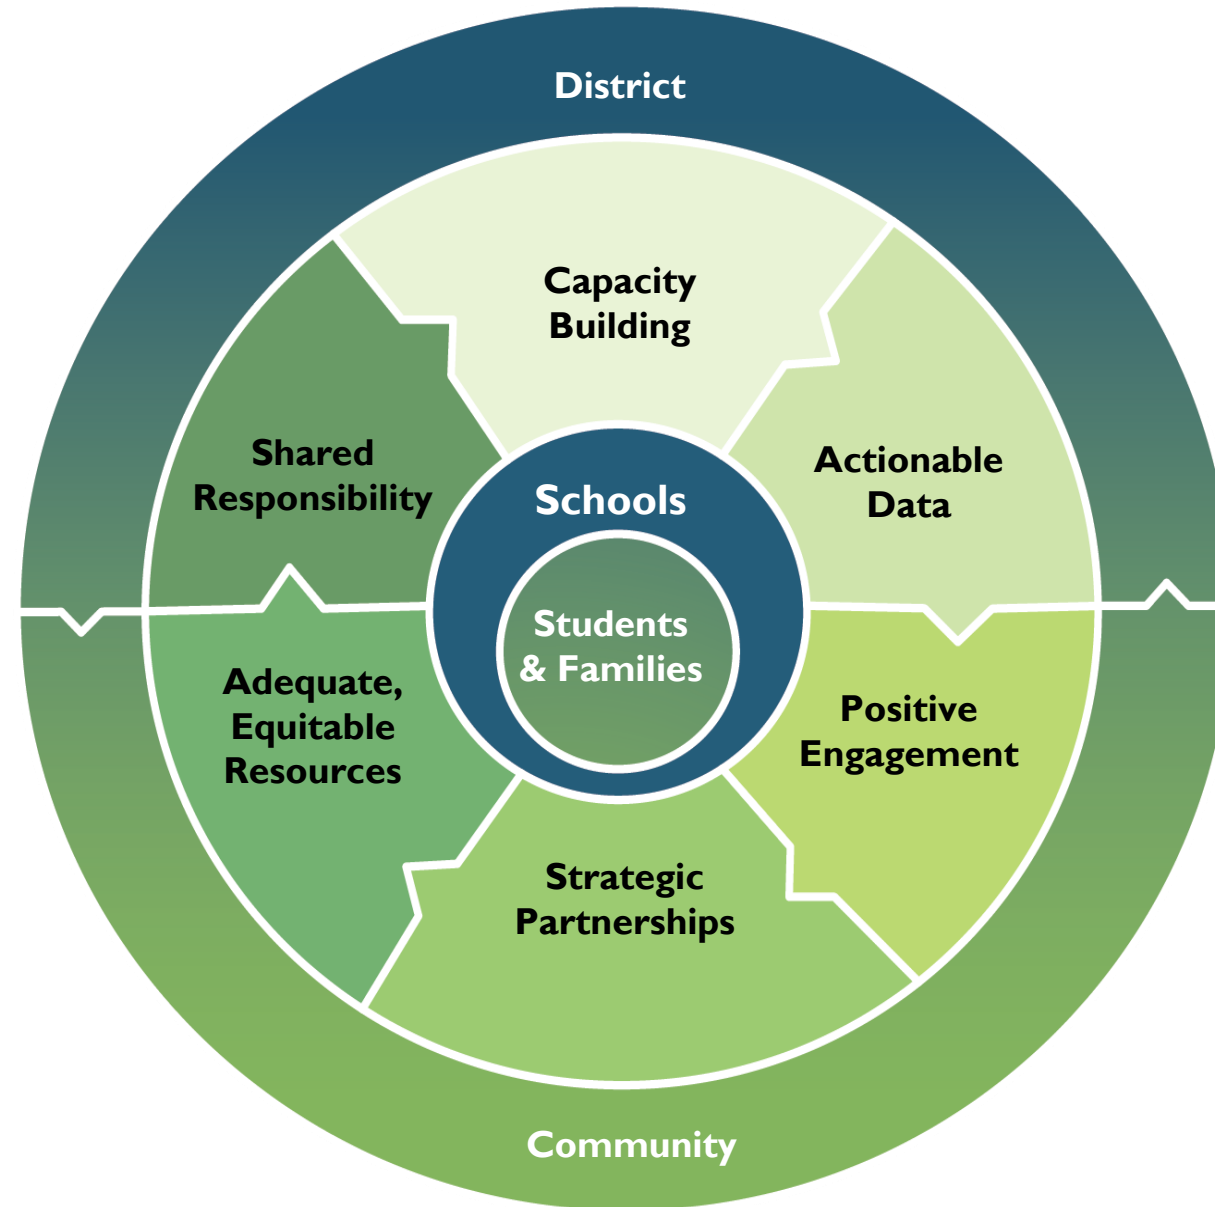 District
Capacity
Building
Shared
Responsibility
Actionable
Data
Schools
Students
& Families
Adequate,
Equitable
Resources
Positive
Engagement
Strategic
Partnerships
Community